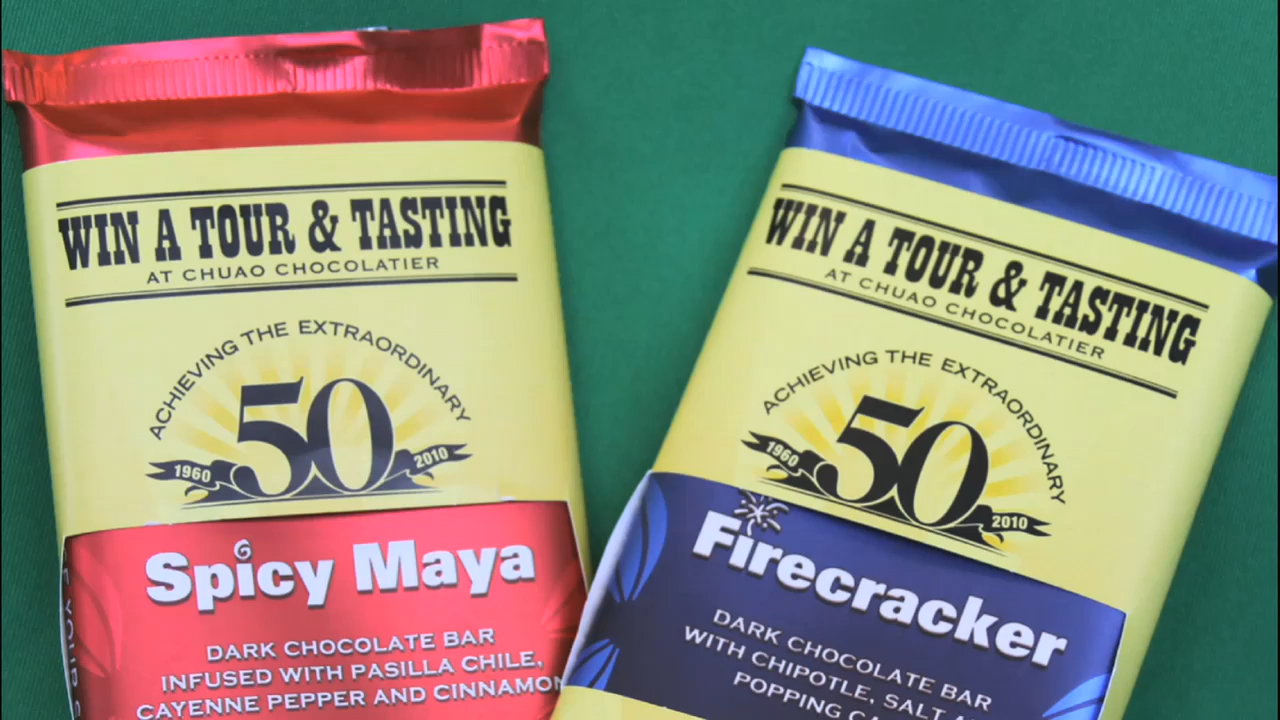 WIN A TOUR & TASTING
AT CHUAO CHOCOLATIER
ACHIEVING THE EXTRAORDINARY
50
1960
2010
Spicy Maya
DARK CHOCOLATE BAR
INFUSED WITH PASILLA CHILE,
CAYENNE PEPPER AND CINNAMON
WIN A TOUR & TASTING
AT CHUAO CHOCOLATIER
ACHIEVING THE EXTRAORDINARY
50
1960
2010
Firecracker
DARK CHOCOLATE BAR
WITH CHIPOTLE, SALT
POPPING